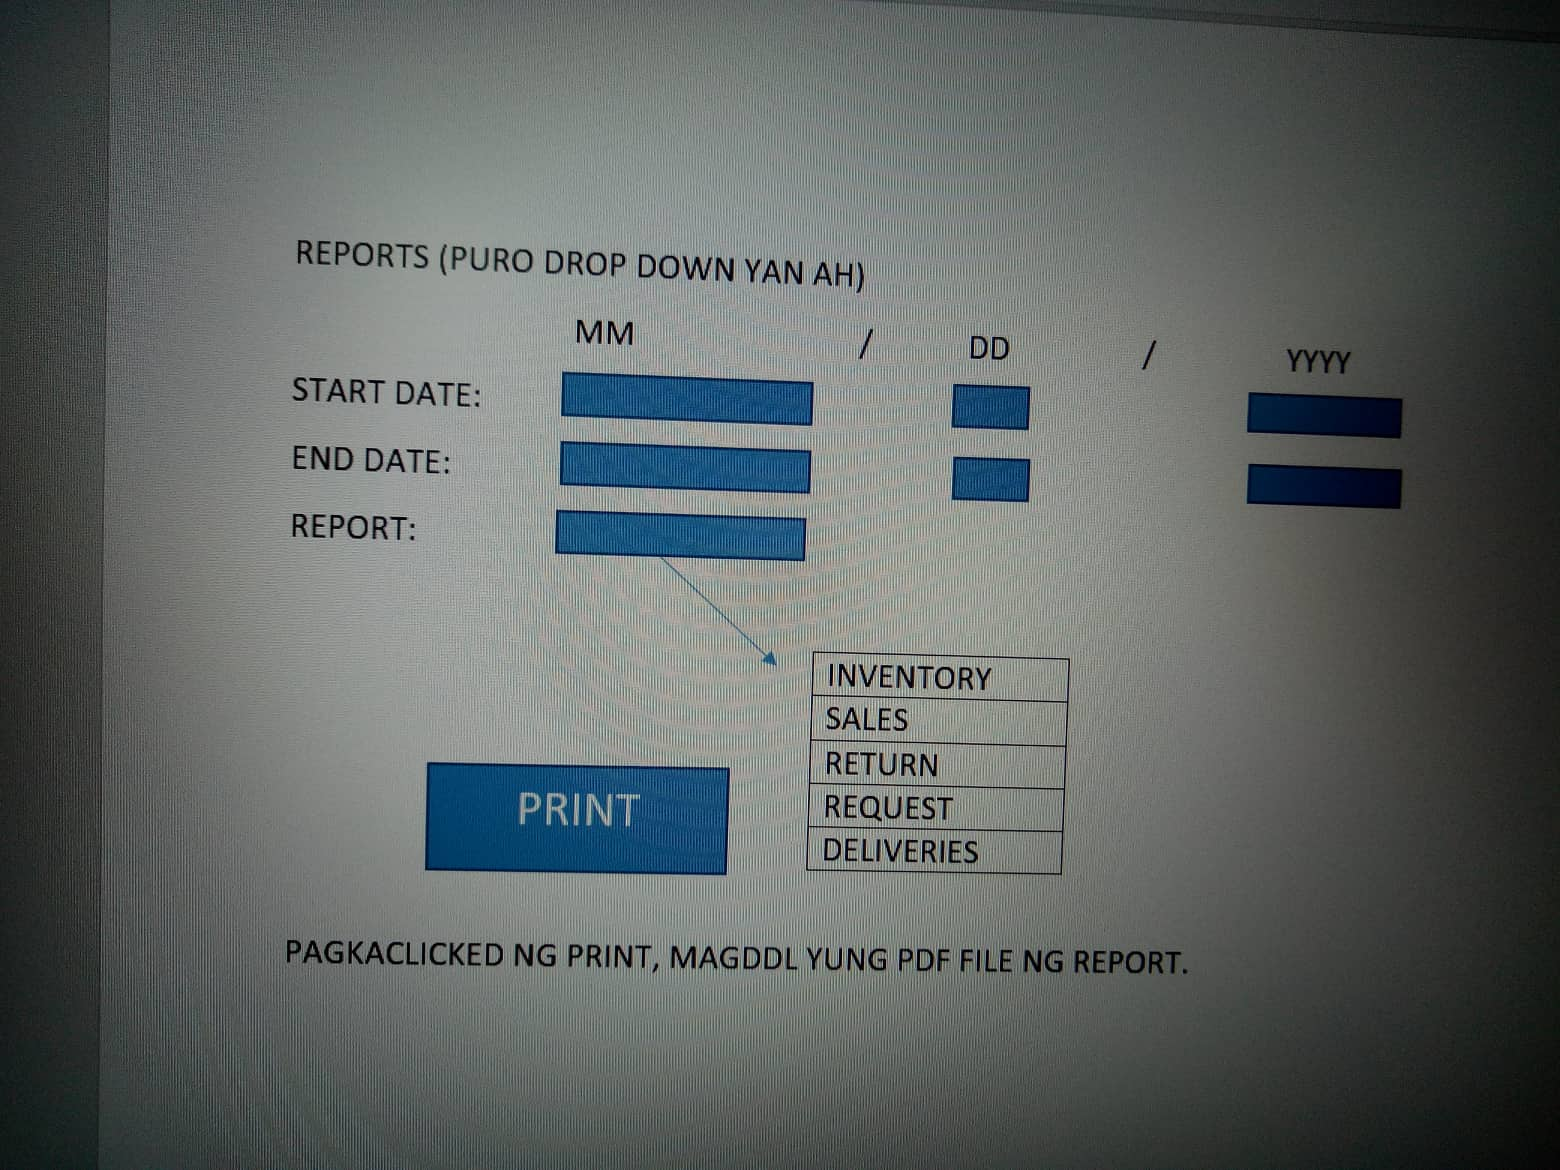 REPORTS (PURO DROP DOWN YAN AH)
MM / DD / YYYY
START DATE:
END DATE:
REPORT:
INVENTORY
SALES
RETURN
REQUEST
DELIVERIES
PRINT
PAGKACLICKED NG PRINT, MAGDDL YUNG PDF FILE NG REPORT.